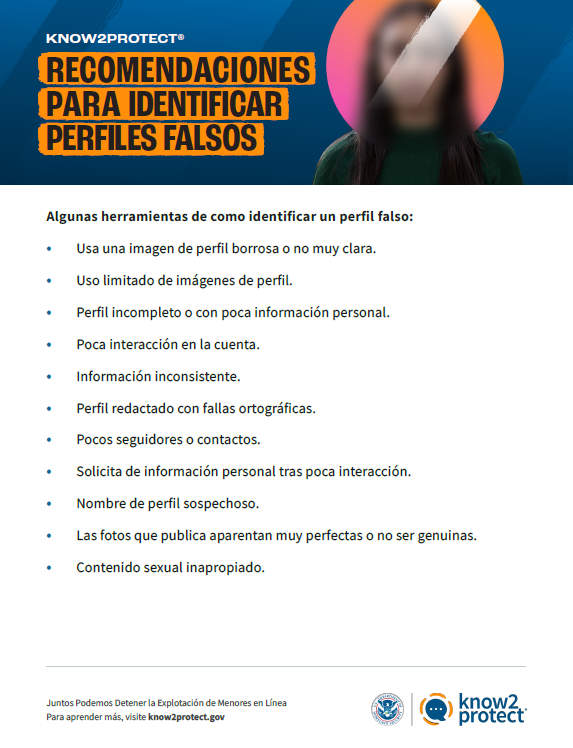 KNOW2PROTECT®
RECOMENDACIONES
PARA IDENTIFICAR
PERFILES FALSOS
Algunas herramientas de como identificar un perfil falso:
• Usa una imagen de perfil borrosa o no muy clara.
• Uso limitado de imágenes de perfil.
• Perfil incompleto o con poca información personal.
• Poca interacción en la cuenta.
• Información inconsistente.
• Perfil redactado con fallas ortográficas.
• Pocos seguidores o contactos.
• Solicita de información personal tras poca interacción.
• Nombre de perfil sospechoso.
• Las fotos que publica aparentan muy perfectas o no ser genuinas.
• Contenido sexual inapropiado.
Juntos Podemos Detener la Explotación de Menores en Línea
Para aprender más, visite know2protect.gov
know2
protect